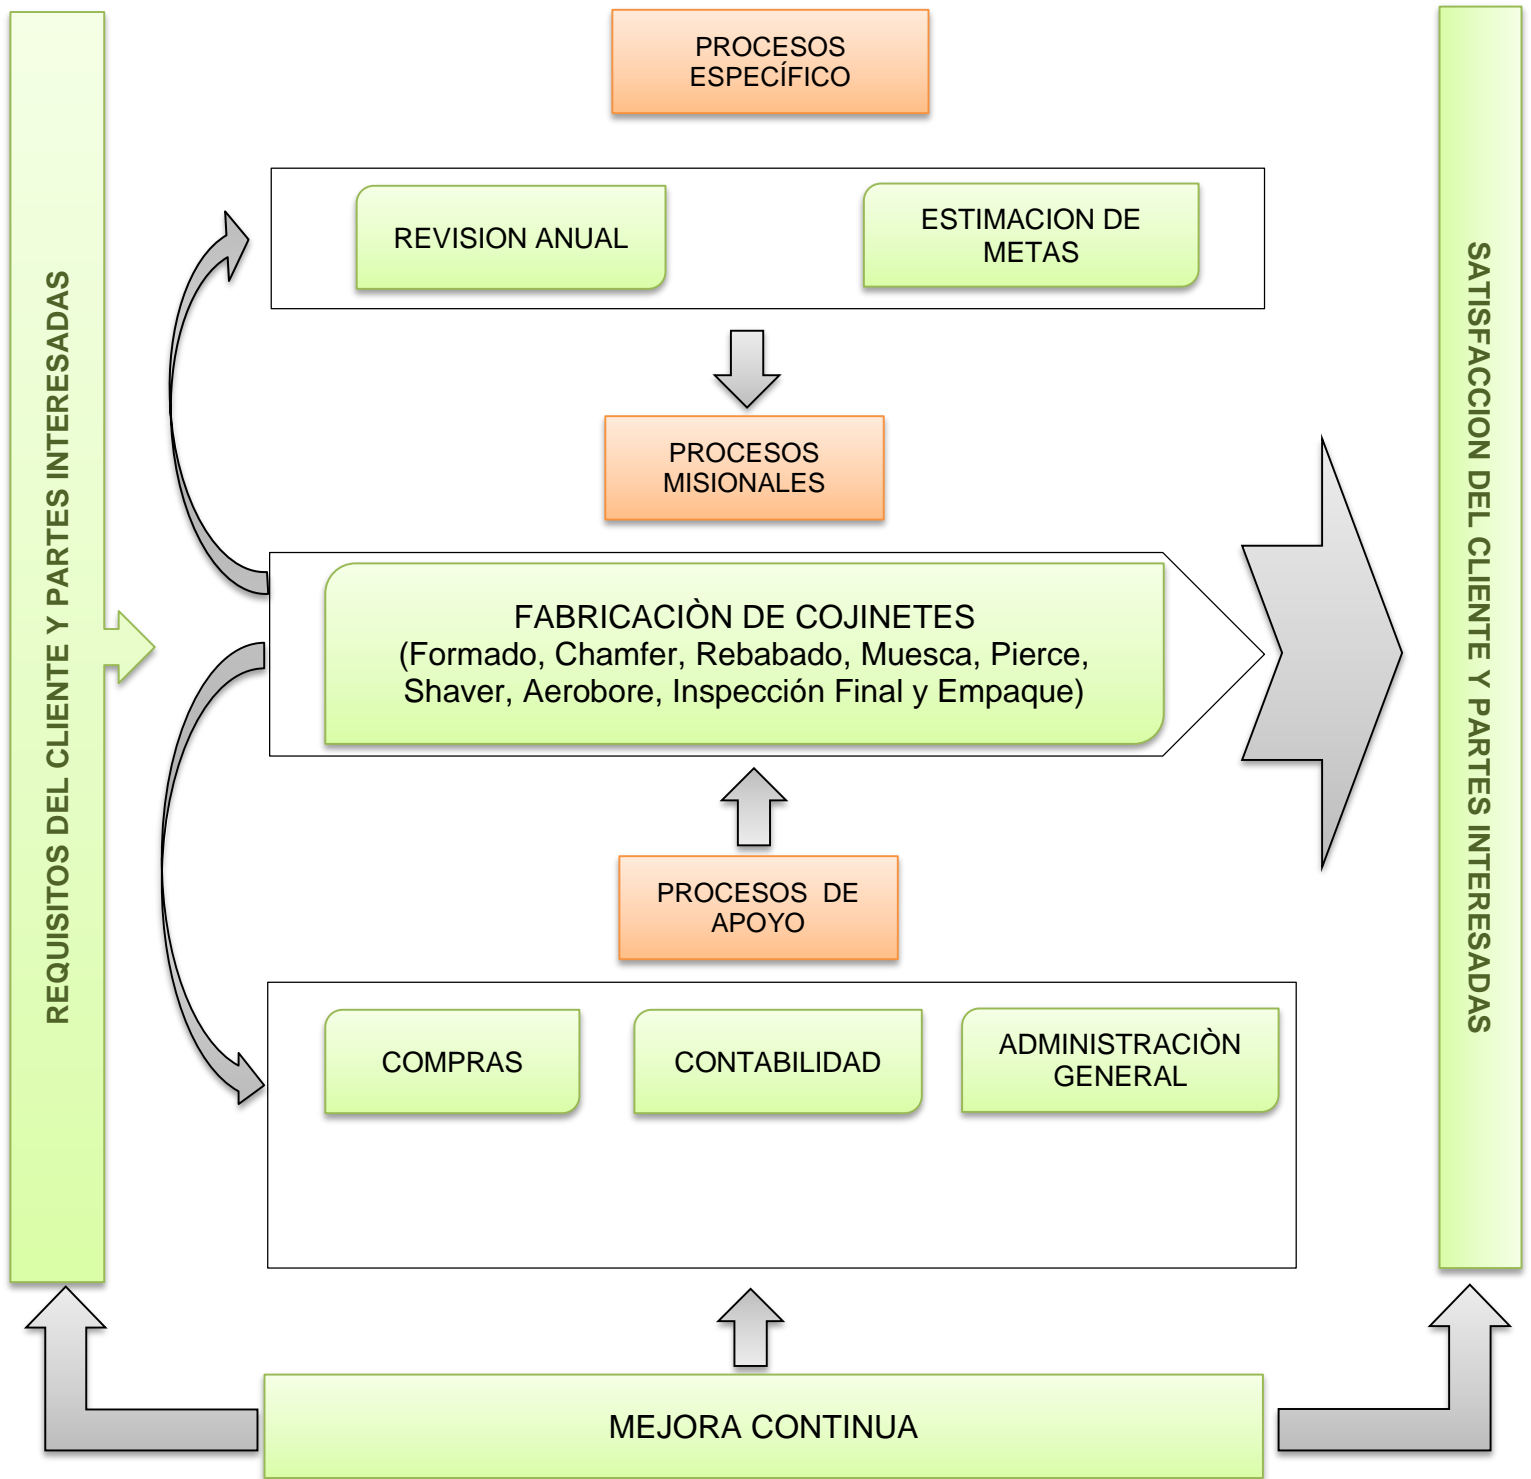 PROCESOS
ESPECÍFICO
REVISION ANUAL
ESTIMACION DE
METAS
REQUISITOS DEL CLIENTE Y PARTES INTERESADAS
SATISFACCION DEL CLIENTE Y PARTES INTERESADAS
PROCESOS
MISIONALES
FABRICACIÒN DE COJINETES
(Formado, Chamfer, Rebabado, Muesca, Pierce,
Shaver, Aerobore, Inspección Final y Empaque)
PROCESOS DE
APOYO
COMPRAS
CONTABILIDAD
ADMINISTRACIÒN
GENERAL
MEJORA CONTINUA